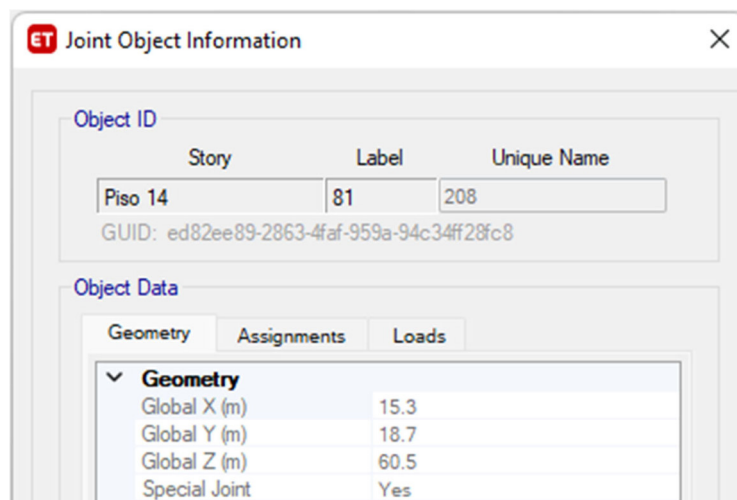 ET Joint Object Information
Object ID
Story Label Unique Name
Piso 14 81 208
GUID: ed82ee89-2863-4faf-959a-94c34ff28fc8
Object Data
Geometry Assignments Loads
Geometry
Global X (m) 15.3
Global Y (m) 18.7
Global Z (m) 60.5
Special Joint Yes